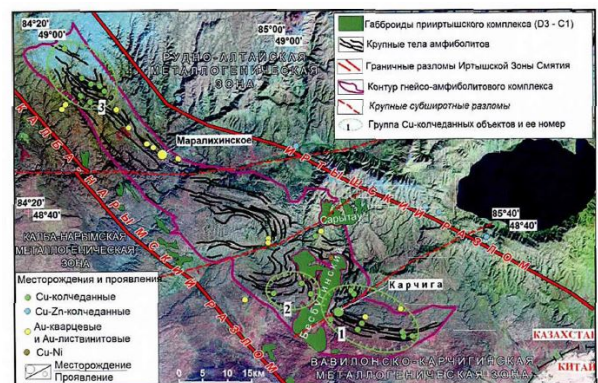 84°20'
49°00'
85°00'
49°00'
РУДНО-АЛТАЙСКАЯ
МЕТАЛЛОГЕНИЧЕСКАЯ
ЗОНА
Габброиды прииртышского комплекса (D3 - C1)
Крупные тела амфиболитов
Граничные разломы Иртышской Зоны Смятия
Контур гнейсо-амфиболитового комплекса
Крупные субширотные разломы
1 Группа Cu-колчеданных объектов и ее номер
3
Маралихинское
ИРТЫШСКИЙ РАЗЛОМ
КАЛБА-НАРЫМСКИЙ РАЗЛОМ
84°20'
48°40'
85°40'
48°40'
Сарытау
КАЛБА-НАРЫМСКАЯ
МЕТАЛЛОГЕНИЧЕСКАЯ
ЗОНА
Месторождения и проявления
Cu-колчеданные
Cu-Zn-колчеданные
Au-кварцевые
и Au-лиственитовые
Cu-Ni
Месторождение
Проявление
Карчига
2
Бесбугинский
1
КАЗАХСТАН
КИТАЙ
ВАВИЛОНСКО-КАРЧИГИНСКАЯ
МЕТАЛЛОГЕНИЧЕСКАЯ ЗОНА
0 5 10 15км